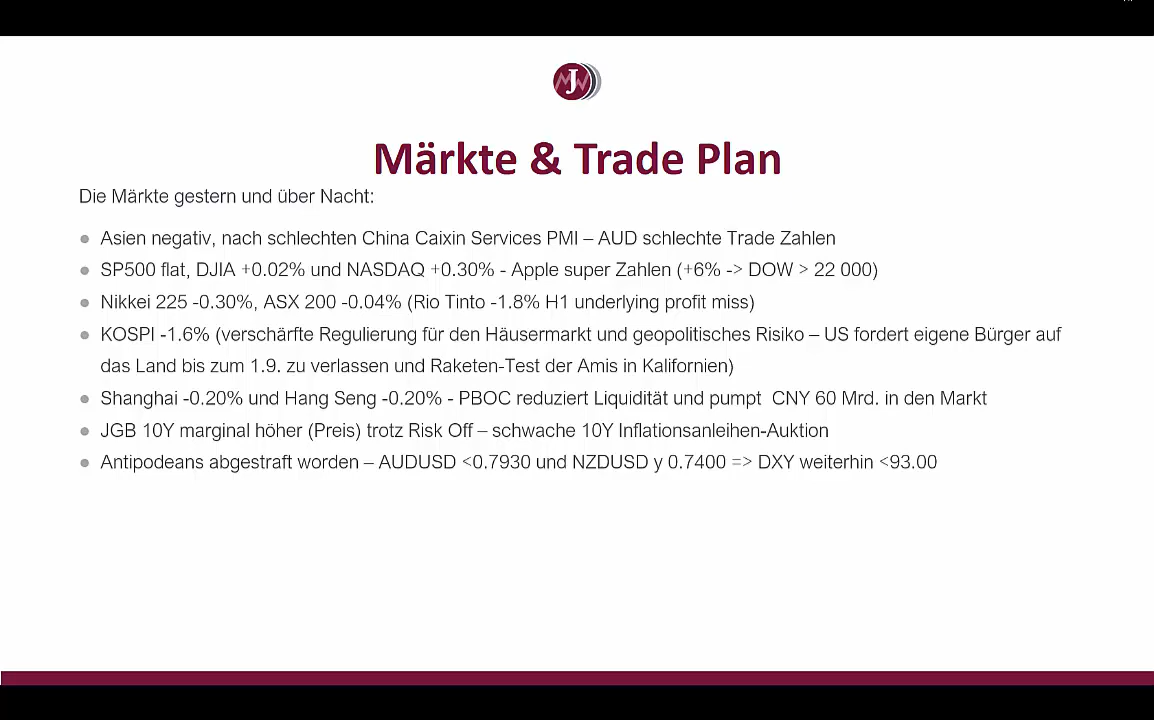 J
Märkte & Trade Plan
Die Märkte gestern und über Nacht:
Asien negativ, nach schlechten China Caixin Services PMI – AUD schlechte Trade Zahlen
SP500 flat, DJIA +0.02% und NASDAQ +0.30% - Apple super Zahlen (+6% -> DOW > 22 000)
Nikkei 225 -0.30%, ASX 200 -0.04% (Rio Tinto -1.8% H1 underlying profit miss)
KOSPI -1.6% (verschärfte Regulierung für den Häusermarkt und geopolitisches Risiko – US fordert eigene Bürger auf
das Land bis zum 1.9. zu verlassen und Raketen-Test der Amis in Kalifornien)
Shanghai -0.20% und Hang Seng -0.20% - PBOC reduziert Liquidität und pumpt  CNY 60 Mrd. in den Markt
JGB 10Y marginal höher (Preis) trotz Risk Off – schwache 10Y Inflationsanleihen-Auktion
Antipodeans abgestraft worden – AUDUSD <0.7930 und NZDUSD y 0.7400 => DXY weiterhin <93.00